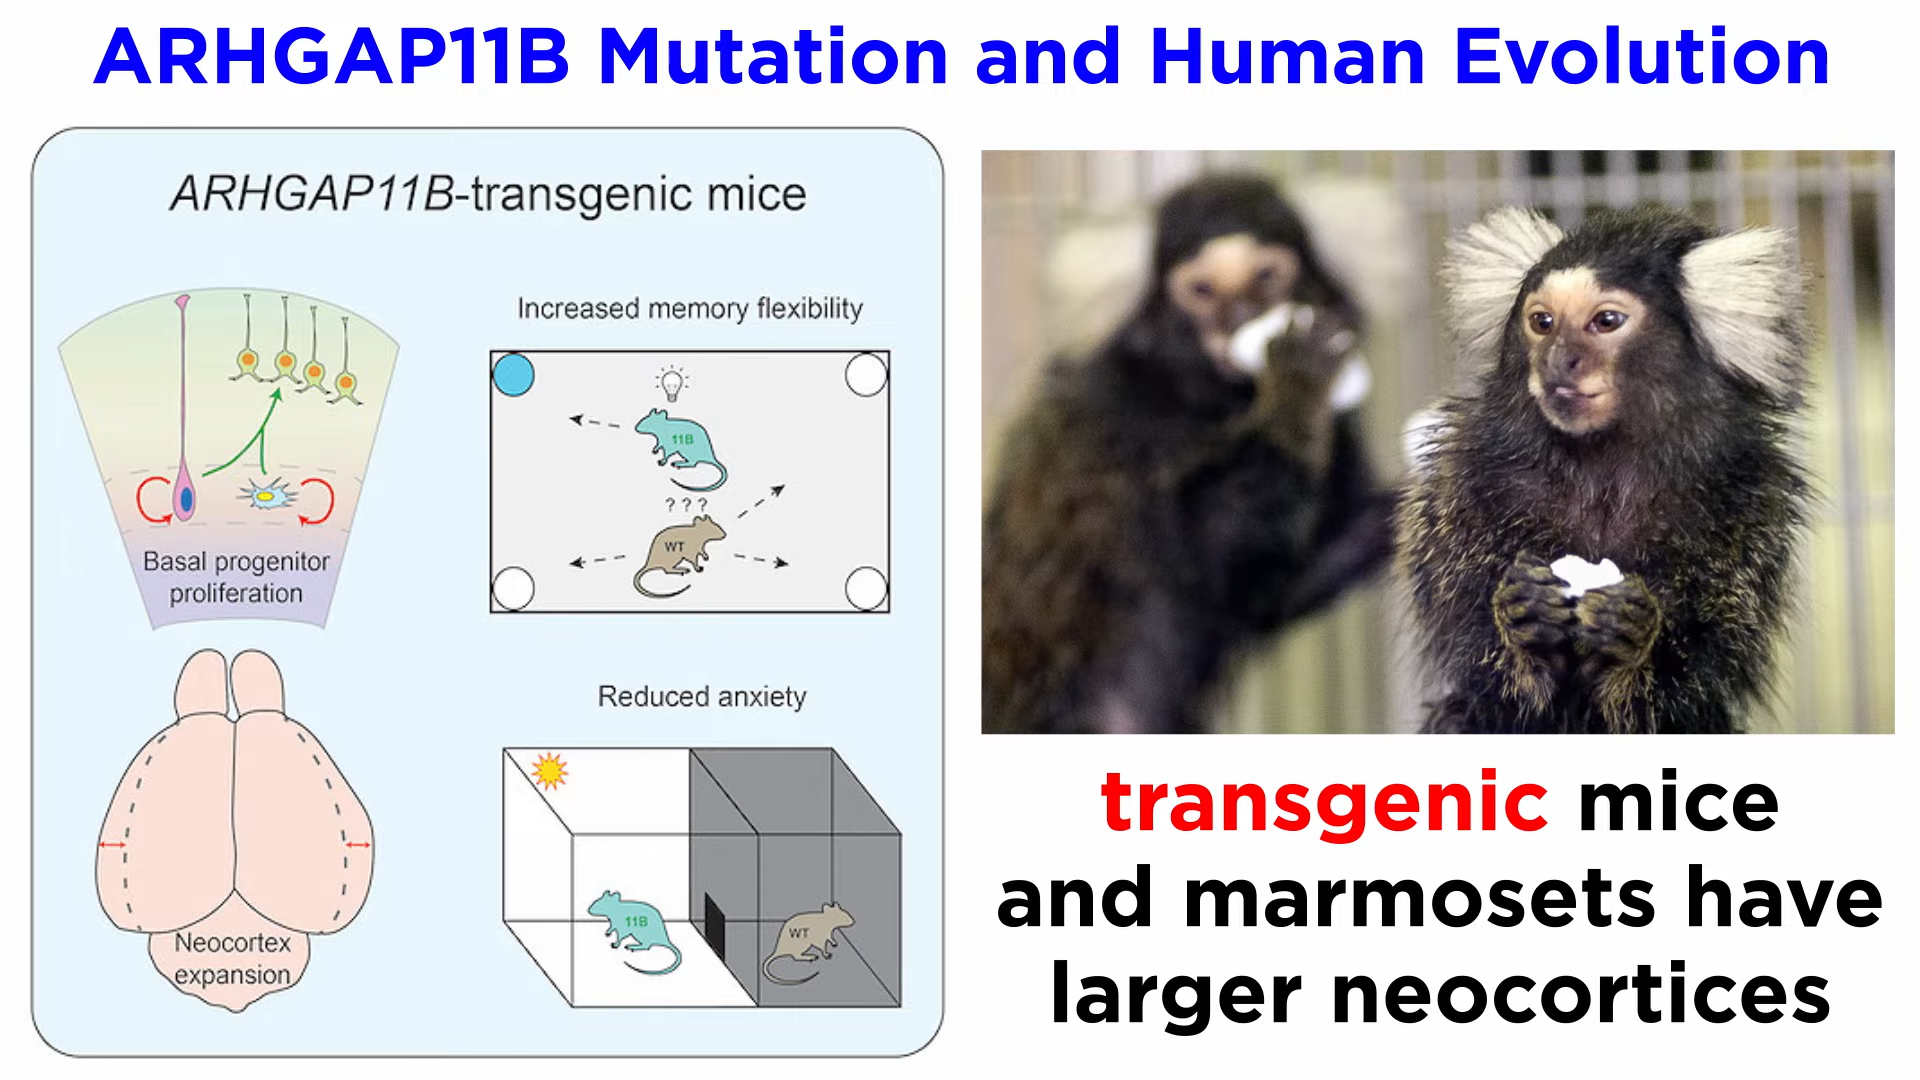 ARHGAP11B Mutation and Human Evolution
ARHGAP11B-transgenic mice
Basal progenitor
proliferation
Neocortex
expansion
Increased memory flexibility
11B
? ? ?
WT
Reduced anxiety
11B
WT
transgenic mice
and marmosets have
larger neocortices